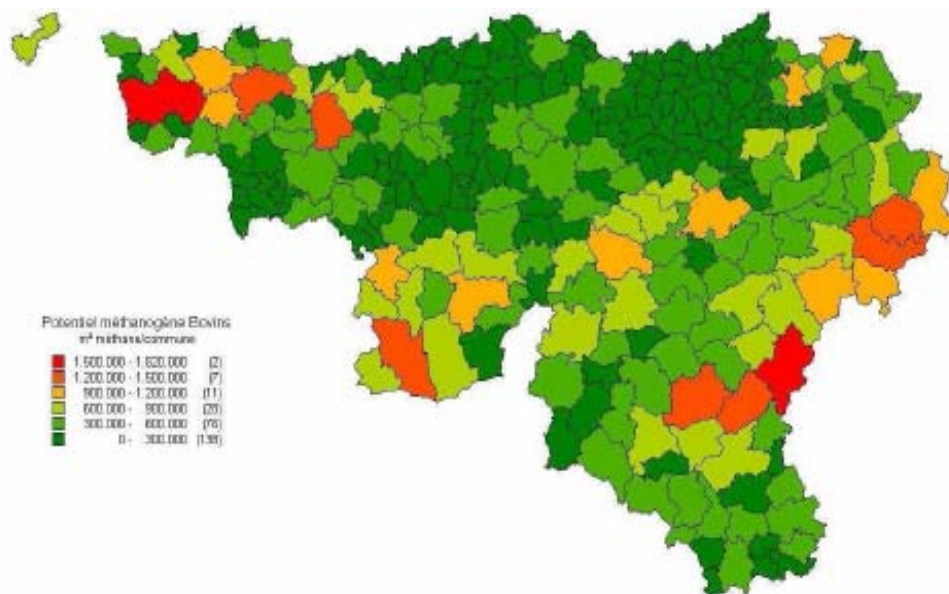 Potentiel méthanogène Bovins
m³ méthane/commune
1.500.000 - 1.820.000 (2)
1.200.000 - 1.500.000 (7)
900.000 - 1.200.000 (11)
600.000 - 900.000 (28)
300.000 - 600.000 (76)
0 - 300.000 (138)